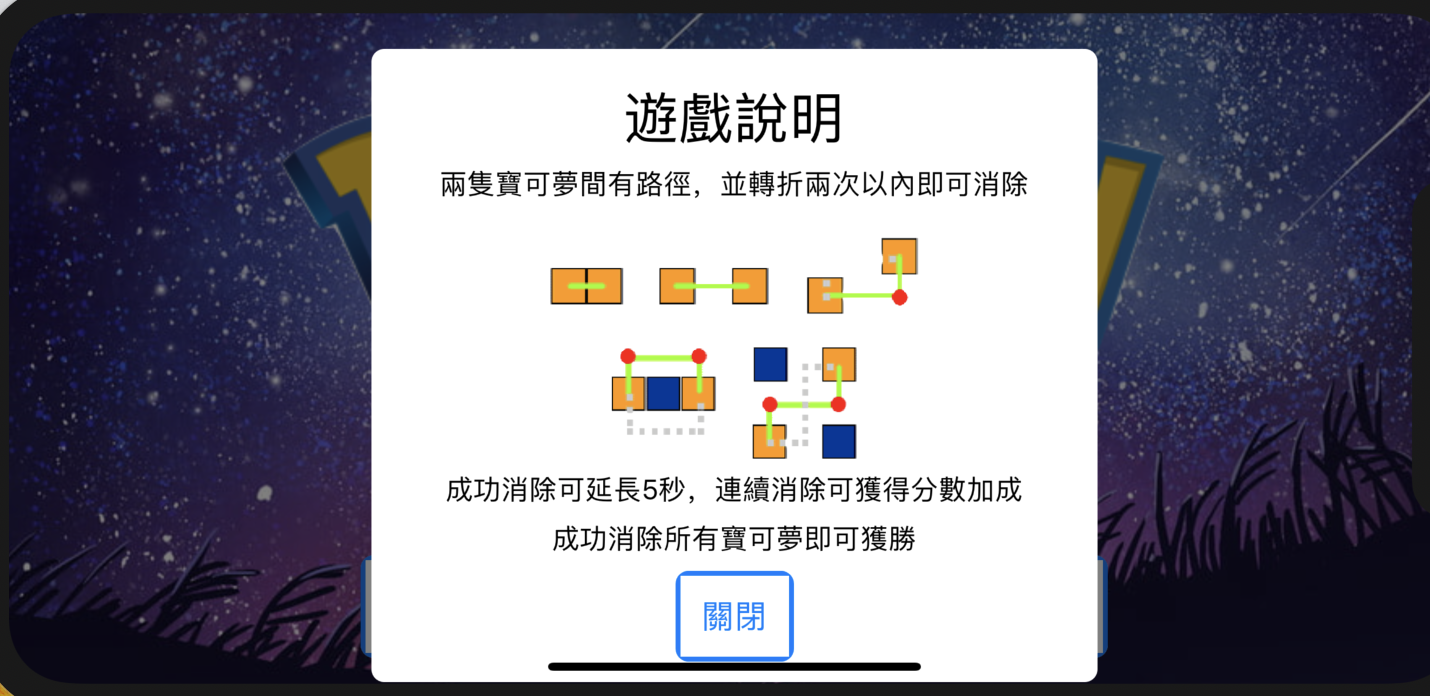 遊戲說明
兩隻寶可夢間有路徑，並轉折兩次以內即可消除
成功消除可延長5秒，連續消除可獲得分數加成
成功消除所有寶可夢即可獲勝
關閉